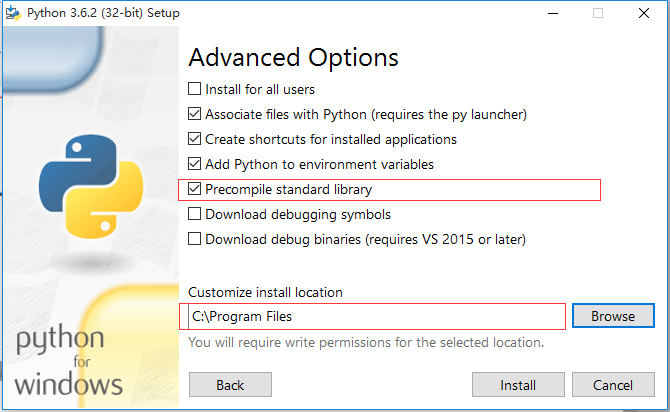 Python 3.6.2 (32-bit) Setup
Advanced Options
Install for all users
Associate files with Python (requires the py launcher)
Create shortcuts for installed applications
Add Python to environment variables
Precompile standard library
Download debugging symbols
Download debug binaries (requires VS 2015 or later)
Customize install location
C:\Program Files
Browse
You will require write permissions for the selected location.
python
for
windows
Back
Install
Cancel